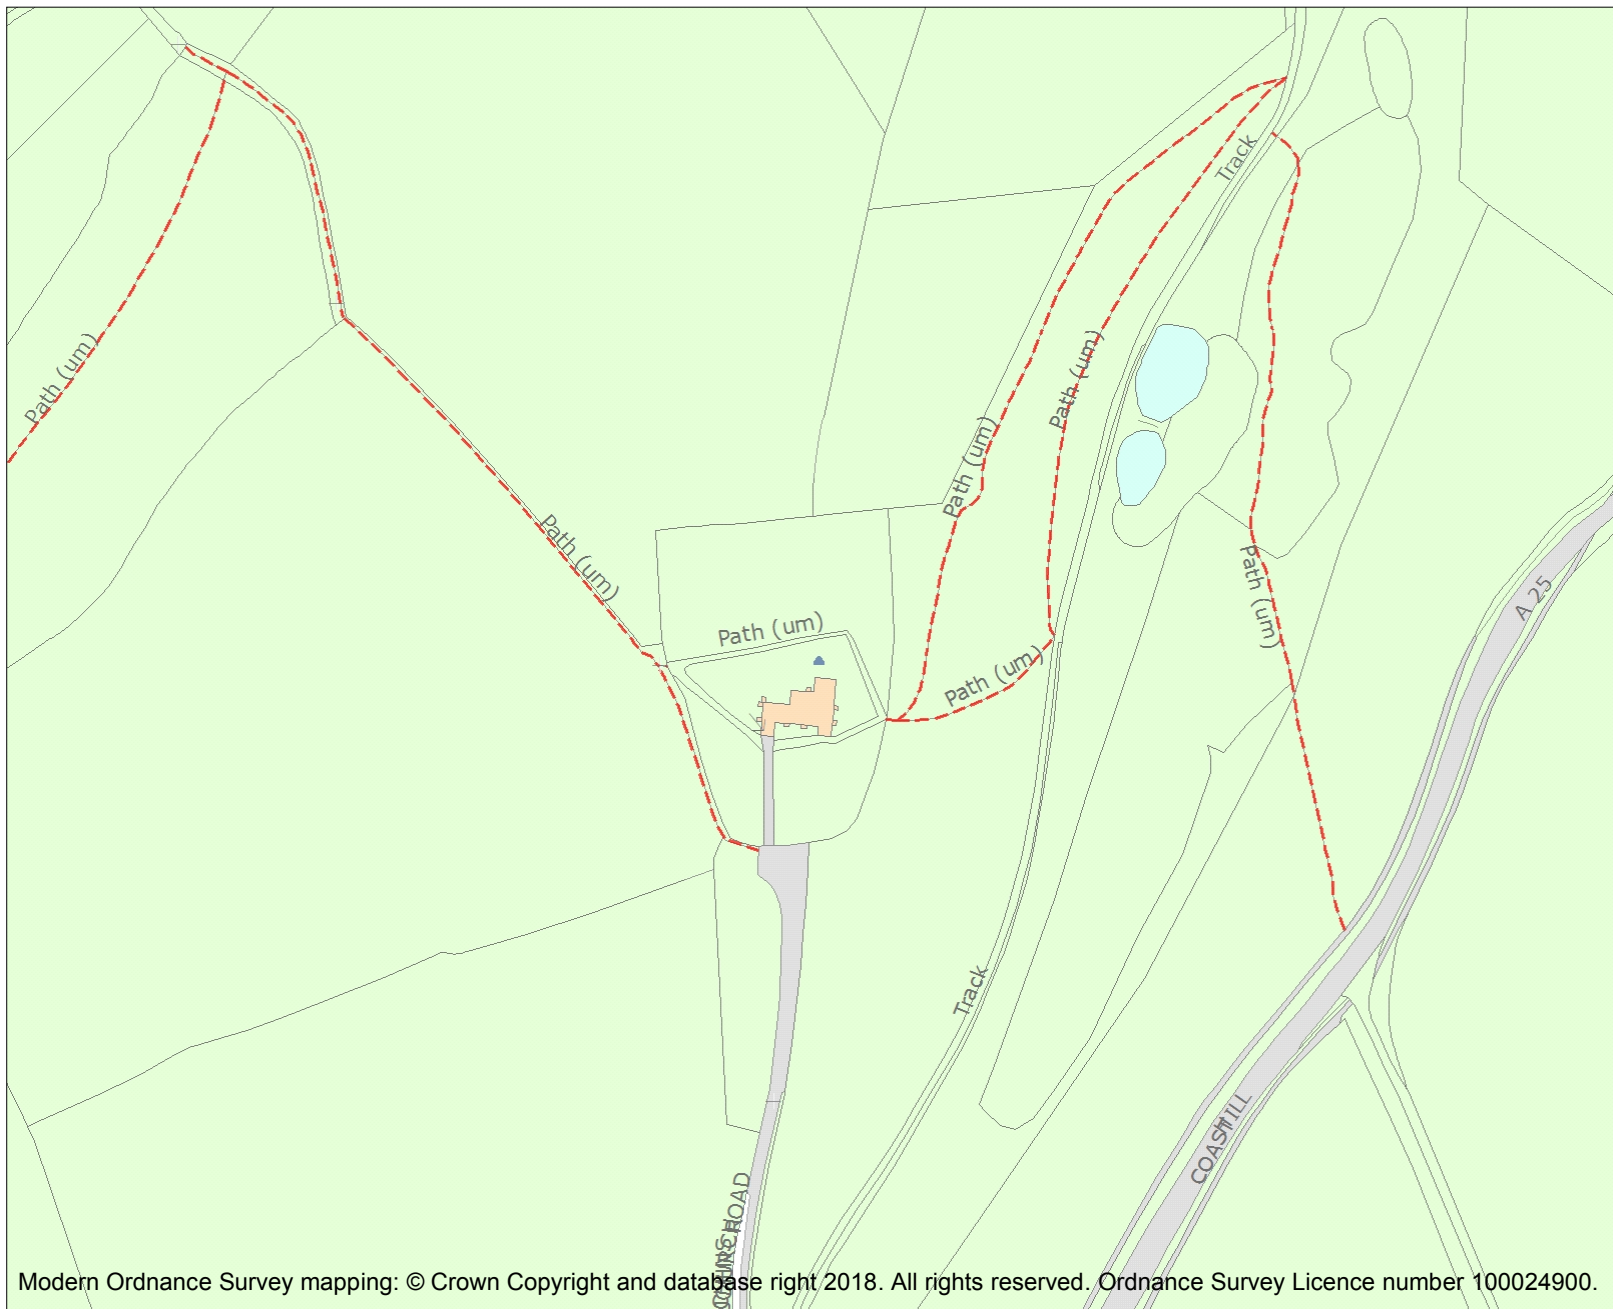 Track
Path (um)
Path (um)
Path (um)
Path (um)
Path (um)
Path (um)
A 25
Path (um)
Track
ROAD
Modern Ordnance Survey mapping: © Crown Copyright and database right 2018. All rights reserved. Ordnance Survey Licence number 100024900.